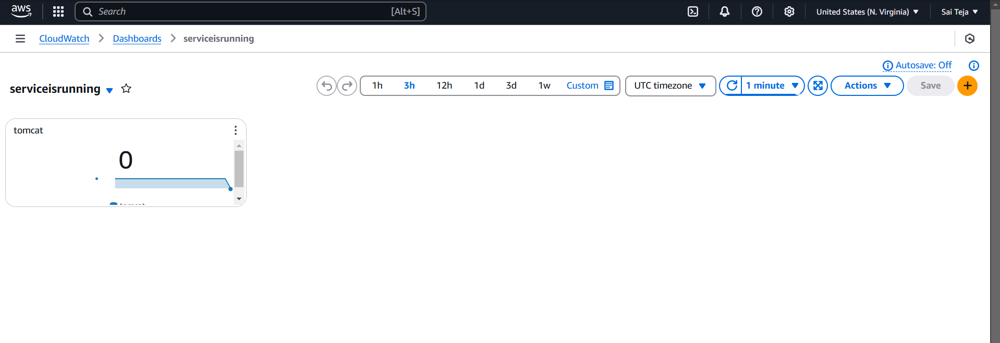 aws
Search [Alt+S]
United States (N. Virginia)
Sai Teja
CloudWatch
Dashboards
serviceisrunning
Autosave: Off
serviceisrunning
1h 3h 12h 1d 3d 1w Custom
UTC timezone
1 minute
Actions
Save
tomcat
0
tomcat